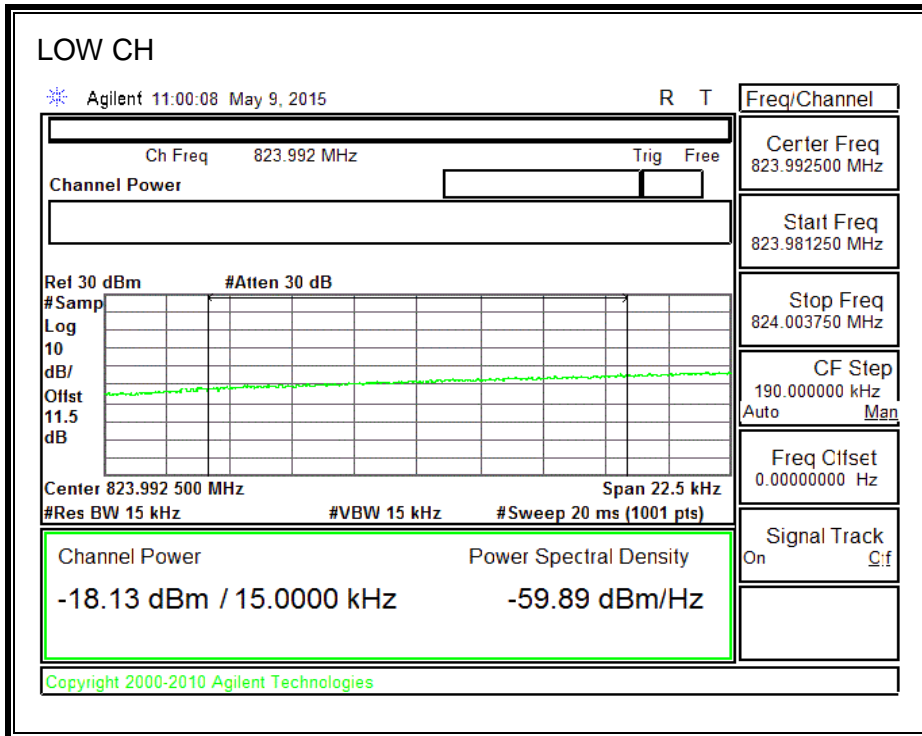 LOW CH
Agilent 11:00:08 May 9, 2015 R T
Freq/Channel
Ch Freq 823.992 MHz Trig Free
Channel Power
Center Freq
823.992500 MHz
Start Freq
823.981250 MHz
Stop Freq
824.003750 MHz
CF Step
190.000000 kHz
Auto Man
Freq Offset
0.00000000 Hz
Signal Track
On Off
Ref 30 dBm #Atten 30 dB
#Samp
Log
10
dB/
Offst
11.5
dB
Center 823.992 500 MHz Span 22.5 kHz
#Res BW 15 kHz #VBW 15 kHz #Sweep 20 ms (1001 pts)
Channel Power Power Spectral Density
-18.13 dBm / 15.0000 kHz -59.89 dBm/Hz
Copyright 2000-2010 Agilent Technologies